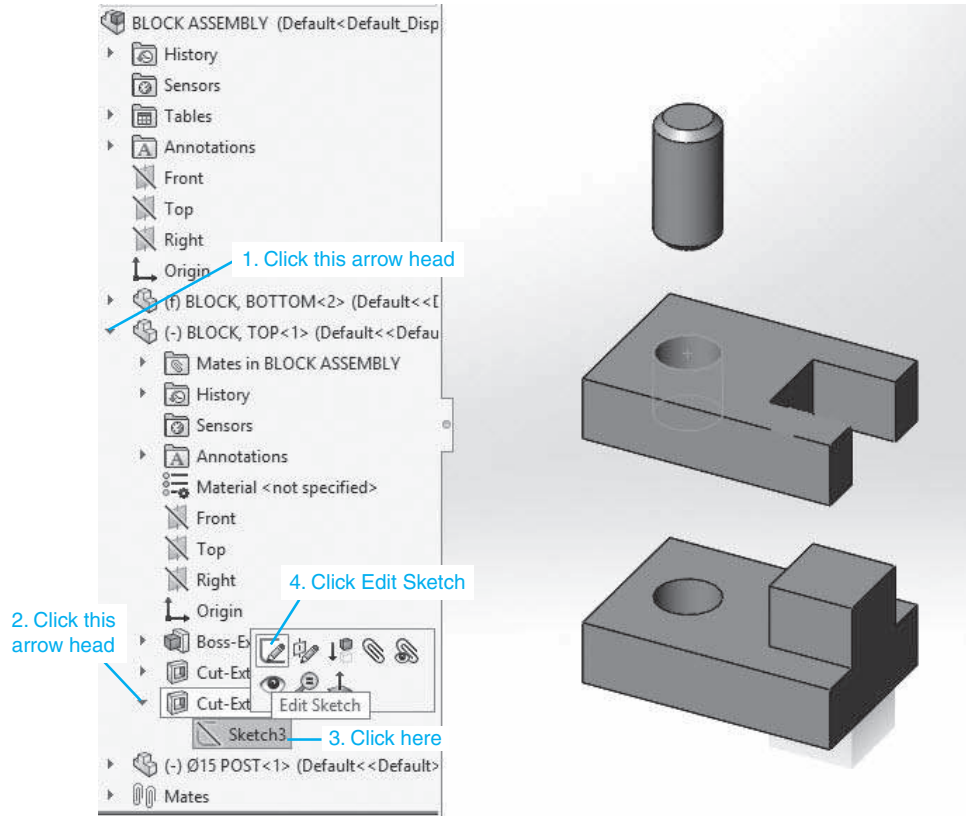 BLOCK ASSEMBLY (Default<Default_Disp
History
Sensors
Tables
Annotations
Front
Top
Right
1. Click this arrow head
Origin
(f) BLOCK, BOTTOM<2> (Default<<D
(-) BLOCK, TOP<1> (Default<<Defau
Mates in BLOCK ASSEMBLY
History
Sensors
Annotations
Material <not specified>
Front
Top
Right
4. Click Edit Sketch
Origin
2. Click this
arrow head
Boss-Ex
Cut-Ext
Cut-Ext
Edit Sketch
Sketch3
3. Click here
(-) Ø15 POST<1> (Default<<Default>
Mates